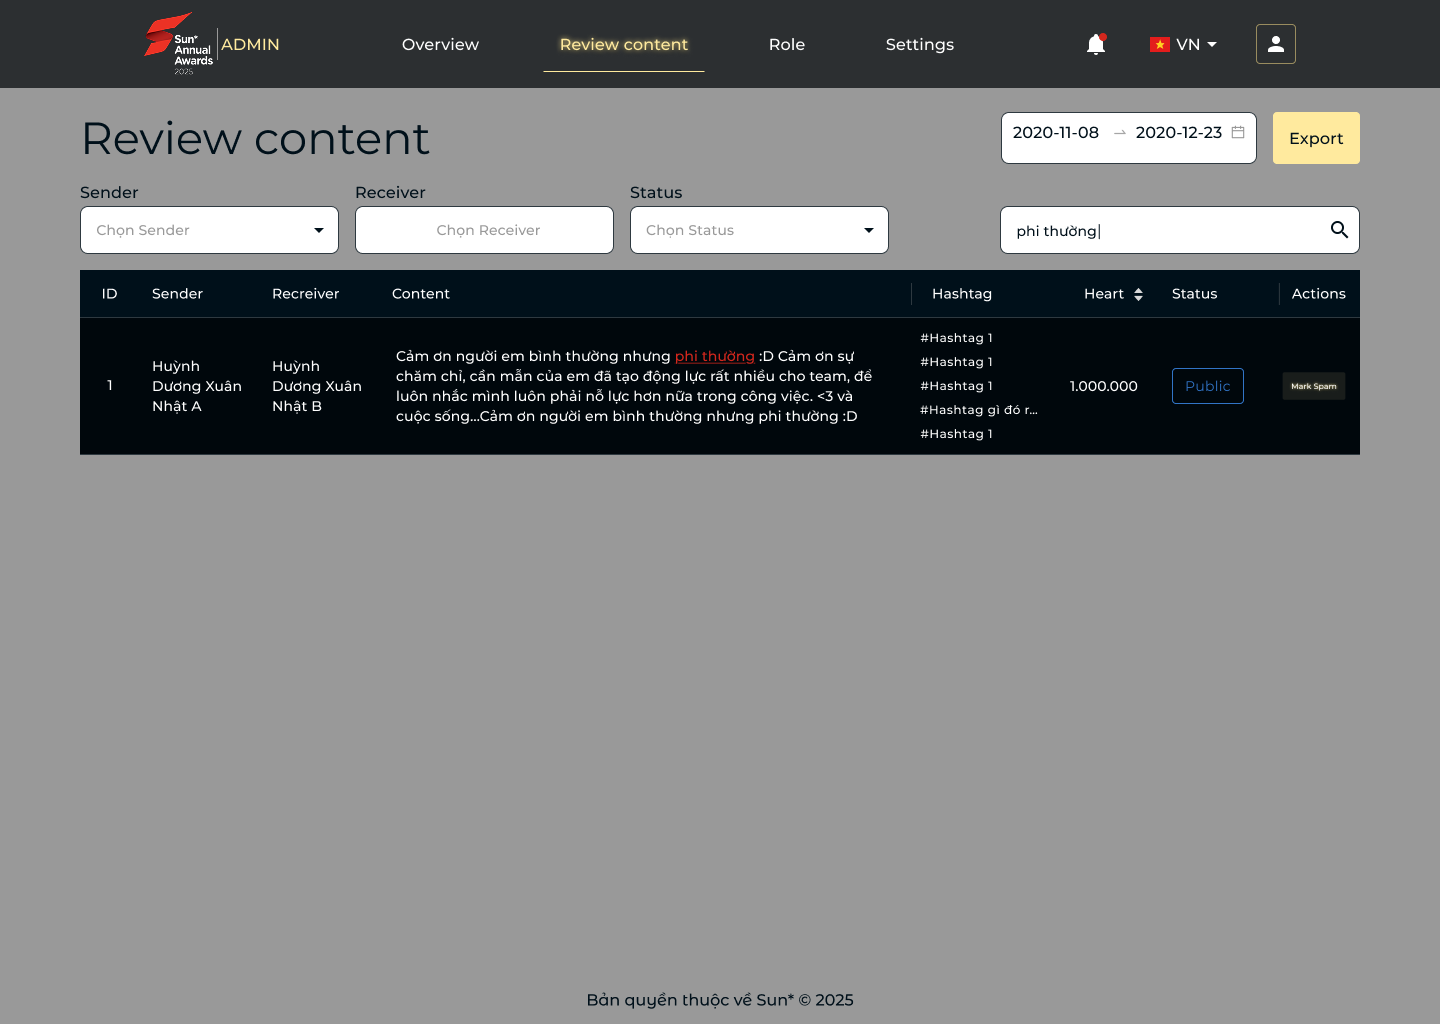 Sun*
Annual
Awards
2025
ADMIN
Overview
Review content
Role
Settings
VN
Review content
2020-11-08
2020-12-23
Export
Sender
Receiver
Status
Chọn Sender
Chọn Receiver
Chọn Status
phi thường
ID
Sender
Recreiver
Content
Hashtag
Heart
Status
Actions
1
Huỳnh
Dương Xuân
Nhật A
Huỳnh
Dương Xuân
Nhật B
Cảm ơn người em bình thường nhưng phi thường :D Cảm ơn sự
chăm chỉ, cần mẫn của em đã tạo động lực rất nhiều cho team, để
luôn nhắc mình luôn phải nỗ lực hơn nữa trong công việc. <3 và
cuộc sống...Cảm ơn người em bình thường nhưng phi thường :D
#Hashtag 1
#Hashtag 1
#Hashtag 1
#Hashtag gì đó r...
#Hashtag 1
1.000.000
Public
Mark Spam
Bản quyền thuộc về Sun* © 2025